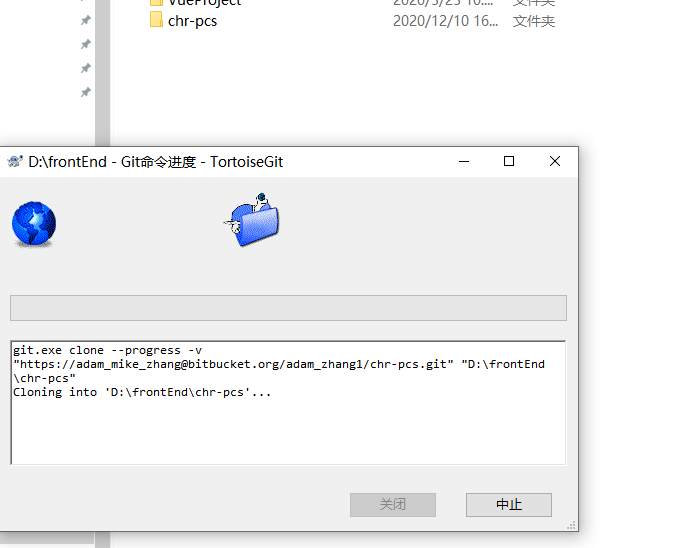 VueProject 2020/5/25 10.... 文件夹
chr-pcs 2020/12/10 16... 文件夹
D:\frontEnd - Git命令进度 - TortoiseGit
git.exe clone --progress -v
"https://adam_mike_zhang@bitbucket.org/adam_zhang1/chr-pcs.git" "D:\frontEnd
\chr-pcs"
Cloning into 'D:\frontEnd\chr-pcs'...
关闭 中止